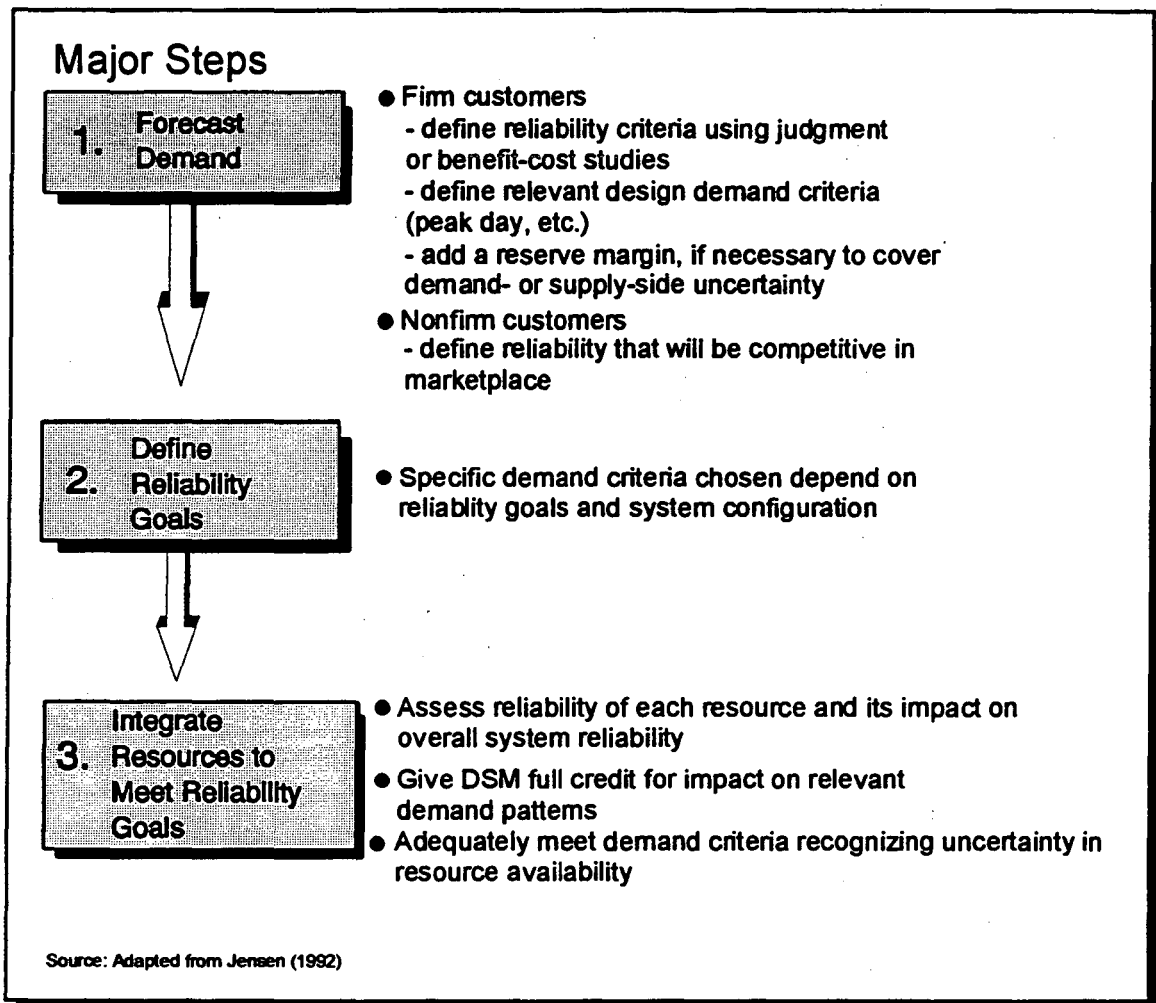 Major Steps
1. Forecast
Demand
● Firm customers
- define reliability criteria using judgment
or benefit-cost studies
- define relevant design demand criteria
(peak day, etc.)
- add a reserve margin, if necessary to cover
demand- or supply-side uncertainty
● Nonfirm customers
- define reliability that will be competitive in
marketplace
2. Define
Reliability
Goals
● Specific demand criteria chosen depend on
reliablity goals and system configuration
3. Integrate
Resources to
Meet Reliability
Goals
● Assess reliability of each resource and its impact on
overall system reliability
● Give DSM full credit for impact on relevant
demand patterns
● Adequately meet demand criteria recognizing uncertainty in
resource availability
Source: Adapted from Jensen (1992)